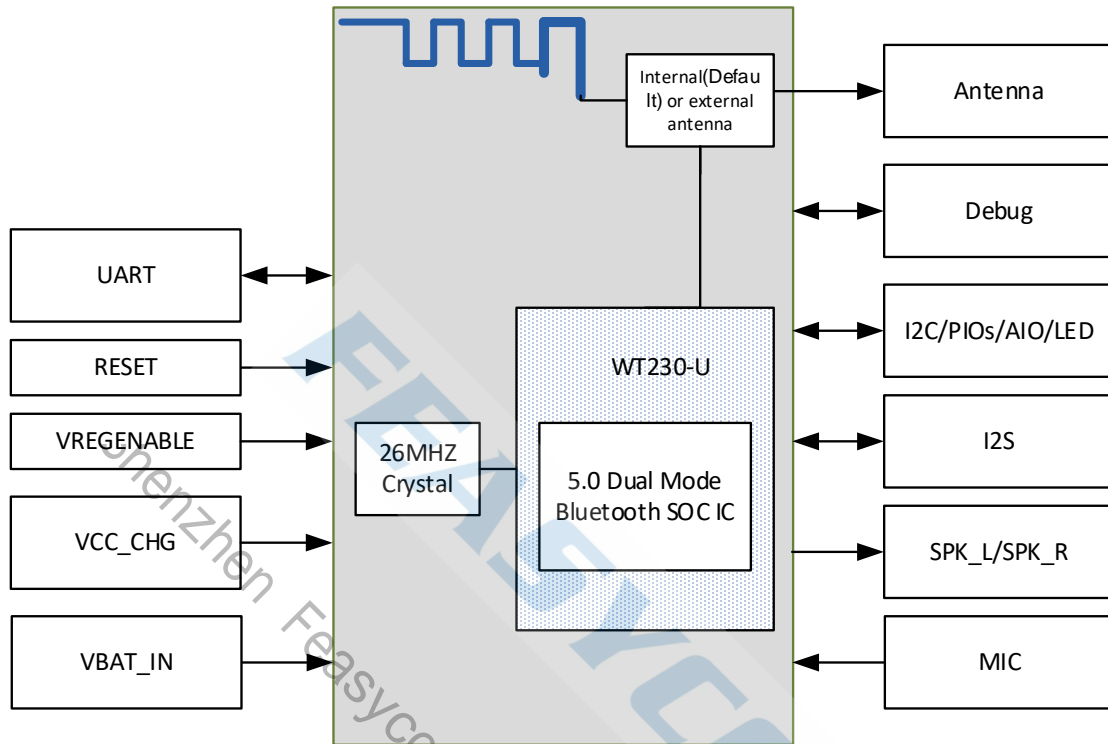 Internal(Defau
lt) or external
antenna
Antenna
Debug
UART
I2C/PIOs/AIO/LED
RESET
WT230-U
VREGENABLE
26MHZ
Crystal
I2S
5.0 Dual Mode
Bluetooth SOC IC
VCC_CHG
SPK_L/SPK_R
VBAT_IN
MIC
FEASYCO
Shenzhen Feasyco